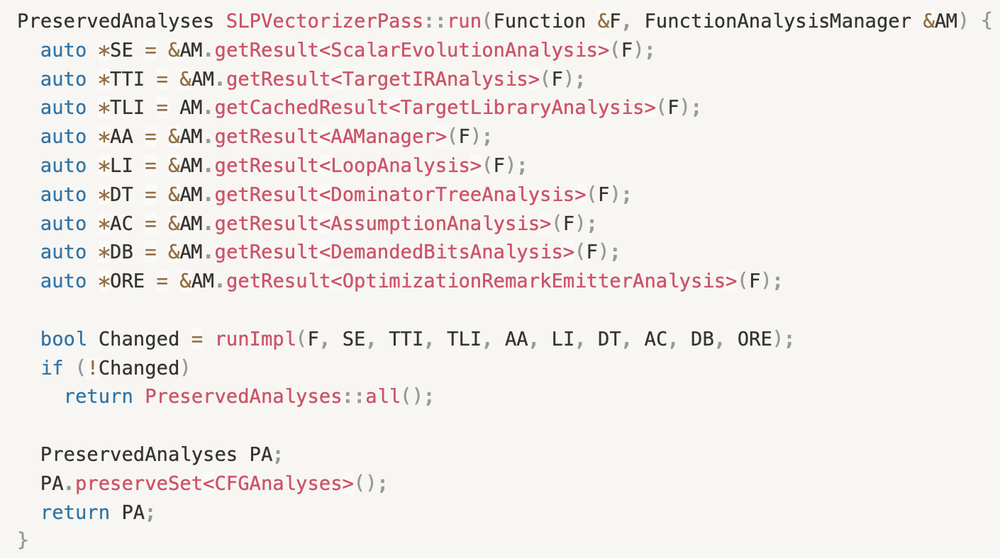 PreservedAnalyses SLPVectorizerPass::run(Function &F, FunctionAnalysisManager &AM) {
  auto *SE = &AM.getResult<ScalarEvolutionAnalysis>(F);
  auto *TTI = &AM.getResult<TargetIRAnalysis>(F);
  auto *TLI = AM.getCachedResult<TargetLibraryAnalysis>(F);
  auto *AA = &AM.getResult<AAManager>(F);
  auto *LI = &AM.getResult<LoopAnalysis>(F);
  auto *DT = &AM.getResult<DominatorTreeAnalysis>(F);
  auto *AC = &AM.getResult<AssumptionAnalysis>(F);
  auto *DB = &AM.getResult<DemandedBitsAnalysis>(F);
  auto *ORE = &AM.getResult<OptimizationRemarkEmitterAnalysis>(F);

  bool Changed = runImpl(F, SE, TTI, TLI, AA, LI, DT, AC, DB, ORE);
  if (!Changed)
    return PreservedAnalyses::all();

  PreservedAnalyses PA;
  PA.preserveSet<CFGAnalyses>();
  return PA;
}